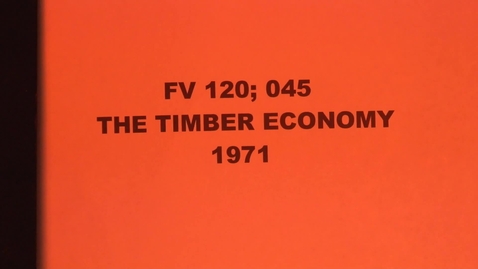 FV 120; 045
THE TIMBER ECONOMY
1971